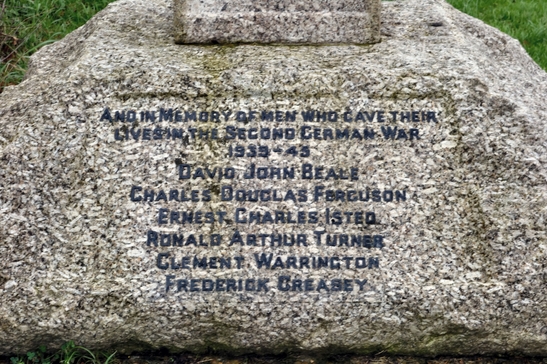 And in Memory of men who gave their
lives in the Second German War
1939-45
David John Beale
Charles Douglas Ferguson
Ernest Charles Isted
Ronald Arthur Turner
Clement Warrington
Frederick Greasey